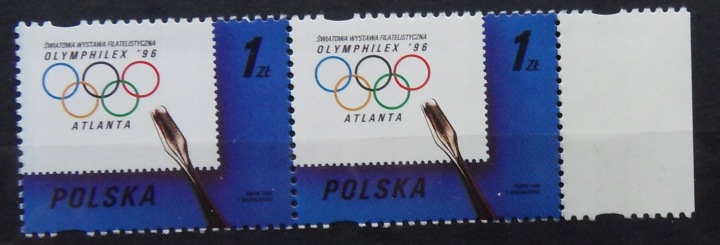 ŚWIATOWA WYSTAWA FILATELISTYCZNA
OLYMPHILEX '96
ATLANTA
1 ZŁ
POLSKA
ŚWIATOWA WYSTAWA FILATELISTYCZNA
OLYMPHILEX '96
ATLANTA
1 ZŁ
POLSKA